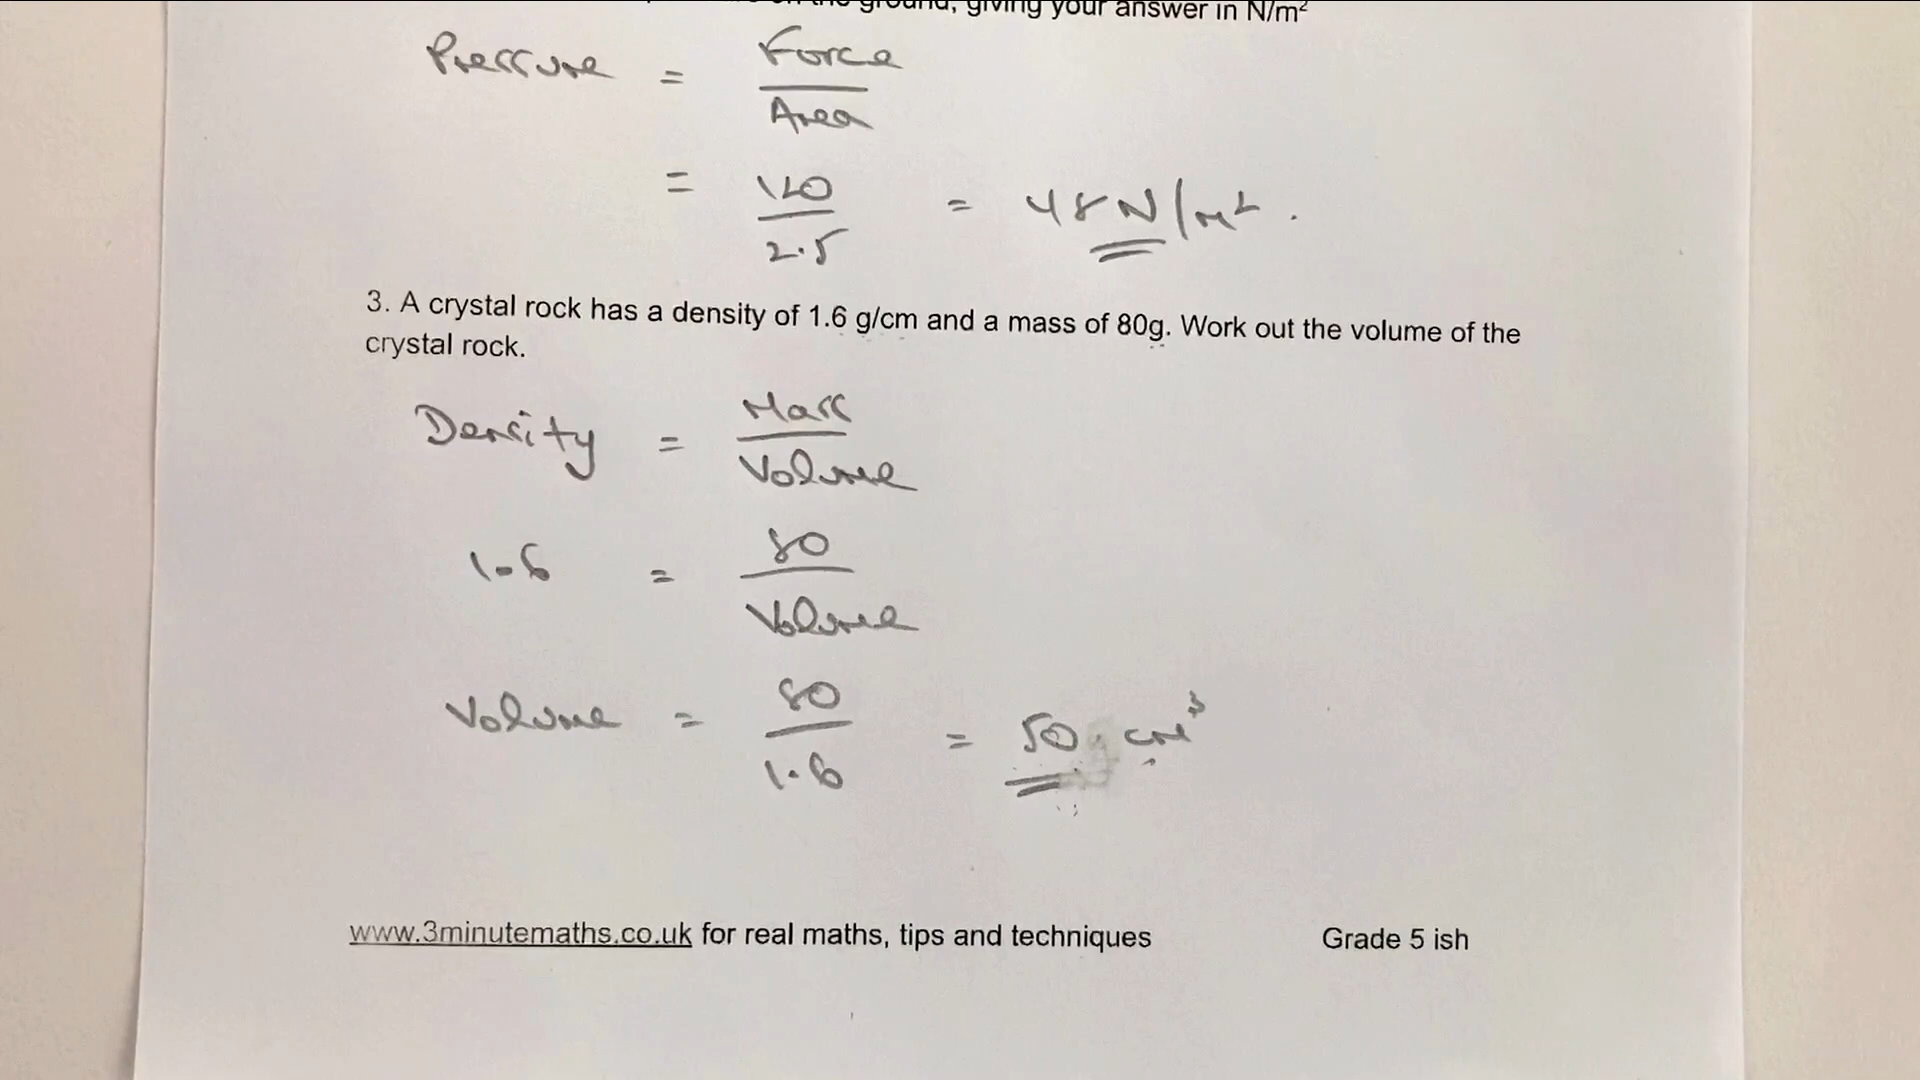 on the ground, giving your answer in N/m²
Pressure = Force / Area
= 120 / 2.5 = 48 N/m².
3. A crystal rock has a density of 1.6 g/cm and a mass of 80g. Work out the volume of the
crystal rock.
Density = Mass / Volume
1.6 = 80 / Volume
Volume = 80 / 1.6 = 50 cm³
www.3minutemaths.co.uk for real maths, tips and techniques
Grade 5 ish